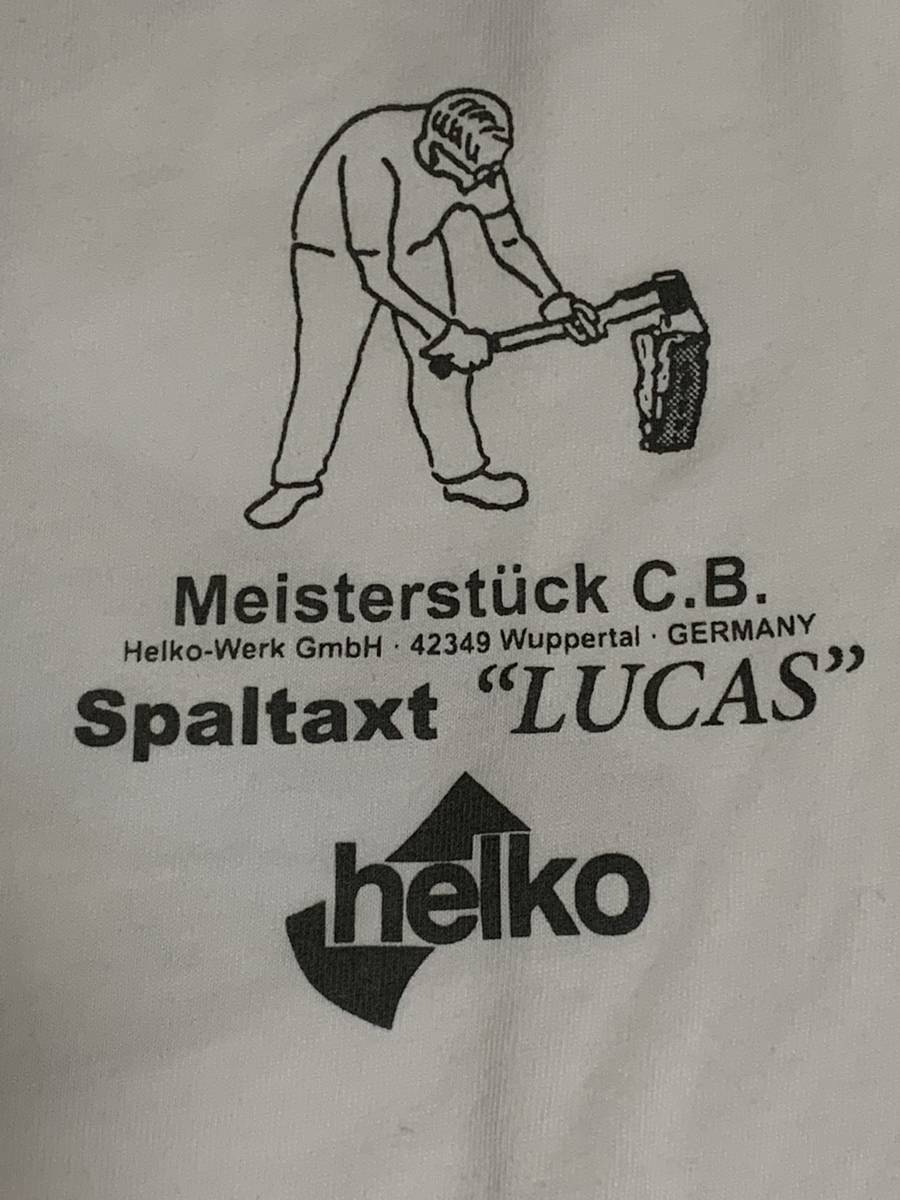 Meisterstück C.B.
Helko-Werk GmbH · 42349 Wuppertal · GERMANY
Spaltaxt “LUCAS”
helko